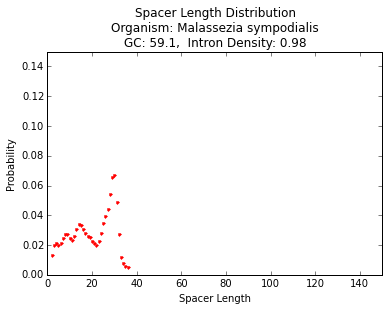 Spacer Length Distribution
Organism: Malassezia sympodialis
GC: 59.1,  Intron Density: 0.98
Probability
0.14
0.12
0.10
0.08
0.06
0.04
0.02
0.00
0 20 40 60 80 100 120 140
Spacer Length